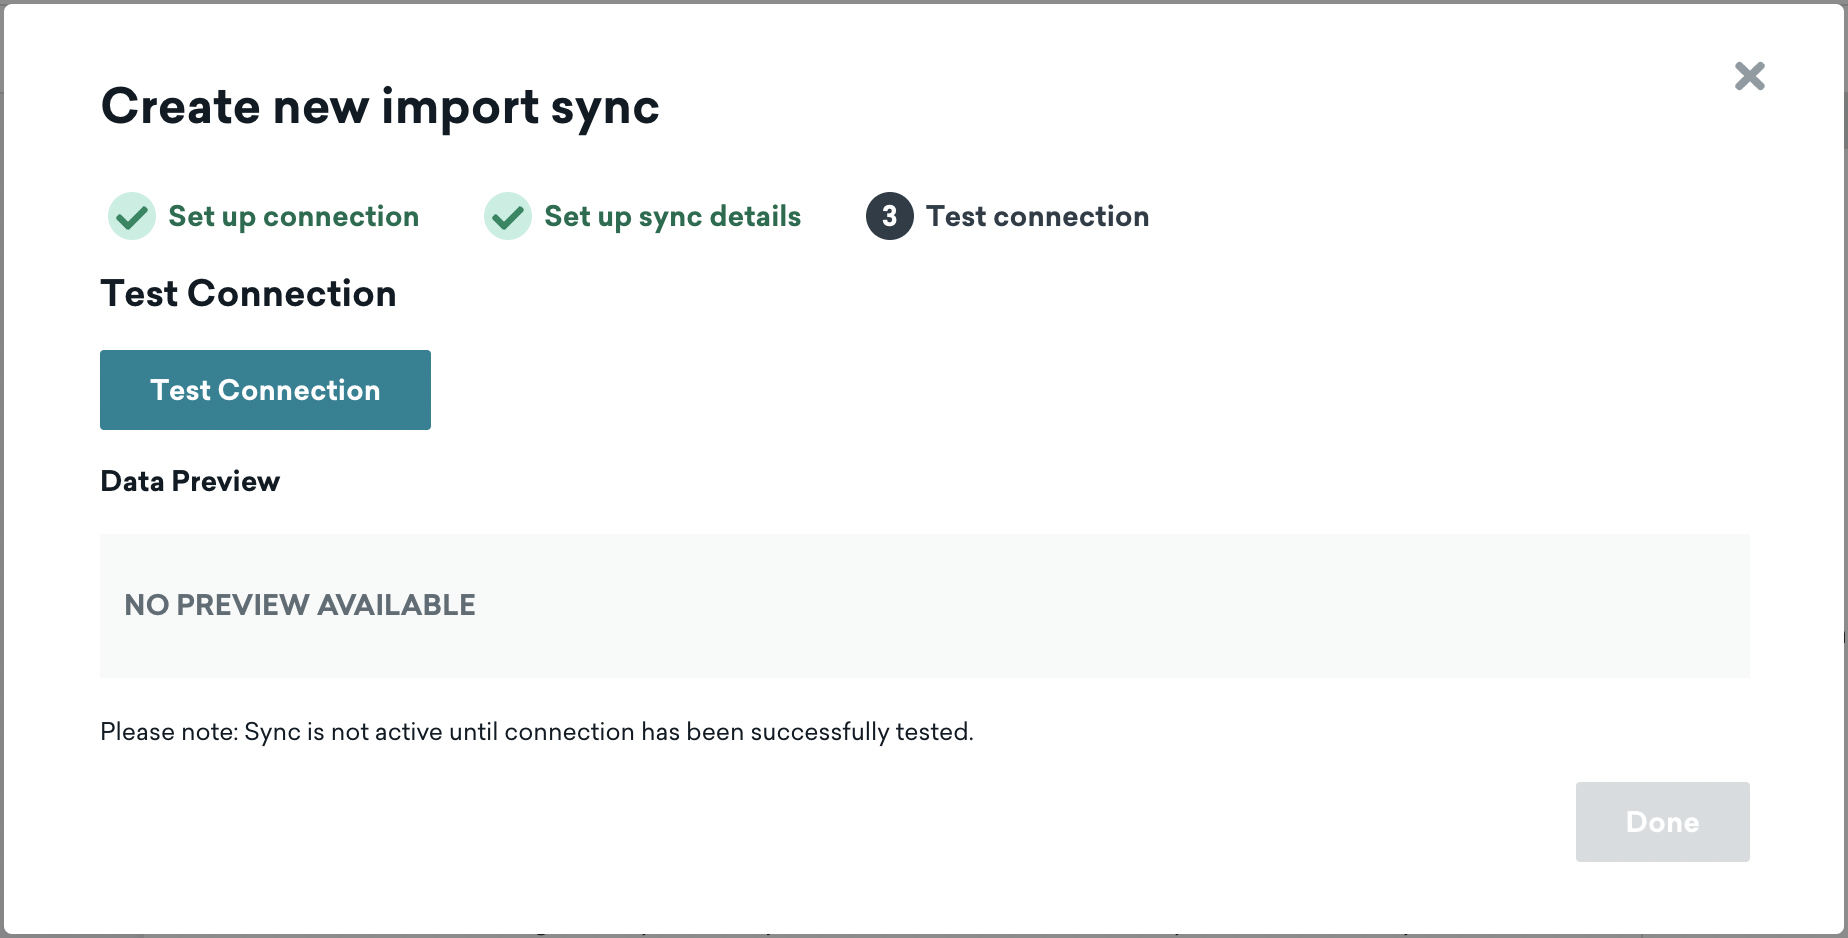 Create new import sync
Set up connection
Set up sync details
3 Test connection
Test Connection
Test Connection
Data Preview
NO PREVIEW AVAILABLE
Please note: Sync is not active until connection has been successfully tested.
Done